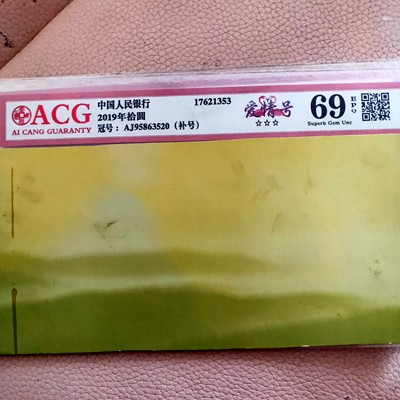 ACG
AI CANG GUARANTY
中国人民银行
17621353
2019年拾圆
冠号：AJ95863520（补号）
爱情号
☆☆☆
69
EPQ
Superb Gem Unc